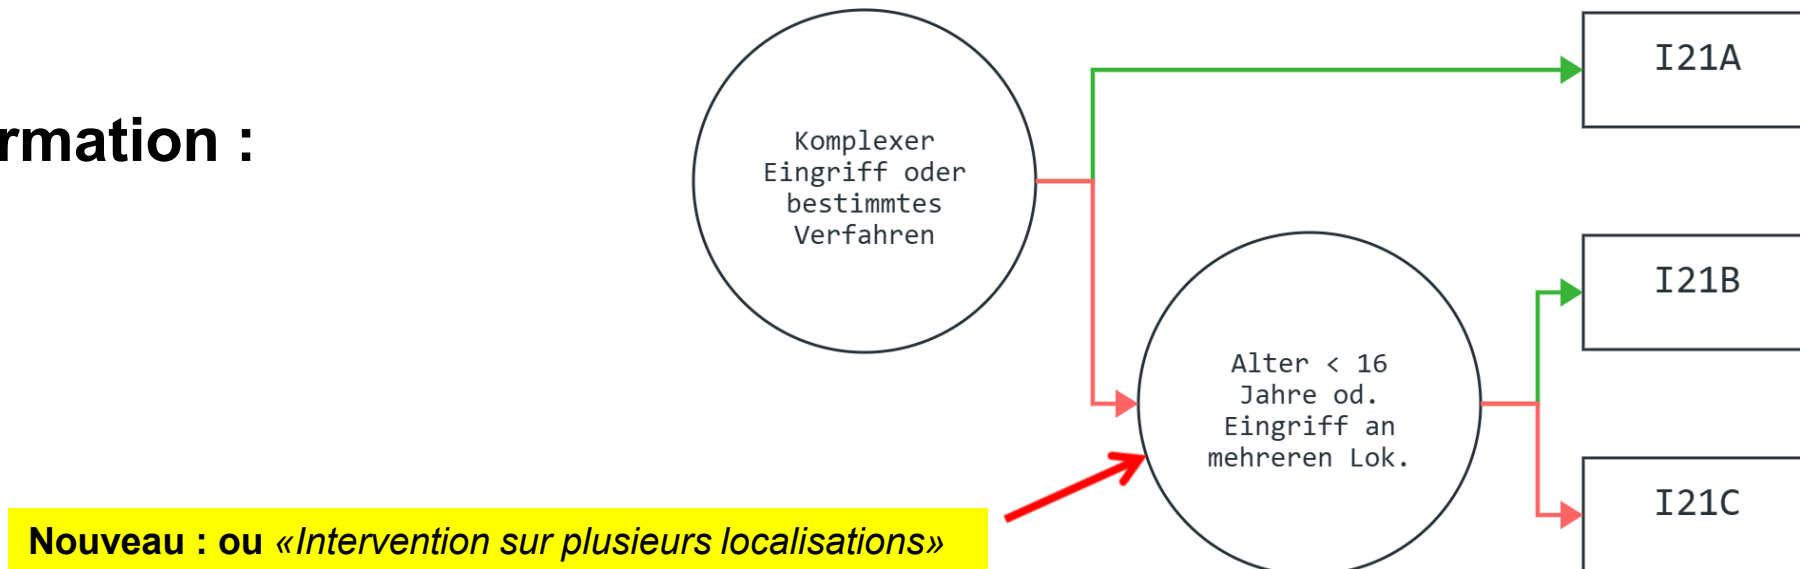 rmation :
Komplexer
Eingriff oder
bestimmtes
Verfahren
I21A
Alter < 16
Jahre od.
Eingriff an
mehreren Lok.
I21B
I21C
Nouveau : ou «Intervention sur plusieurs localisations»